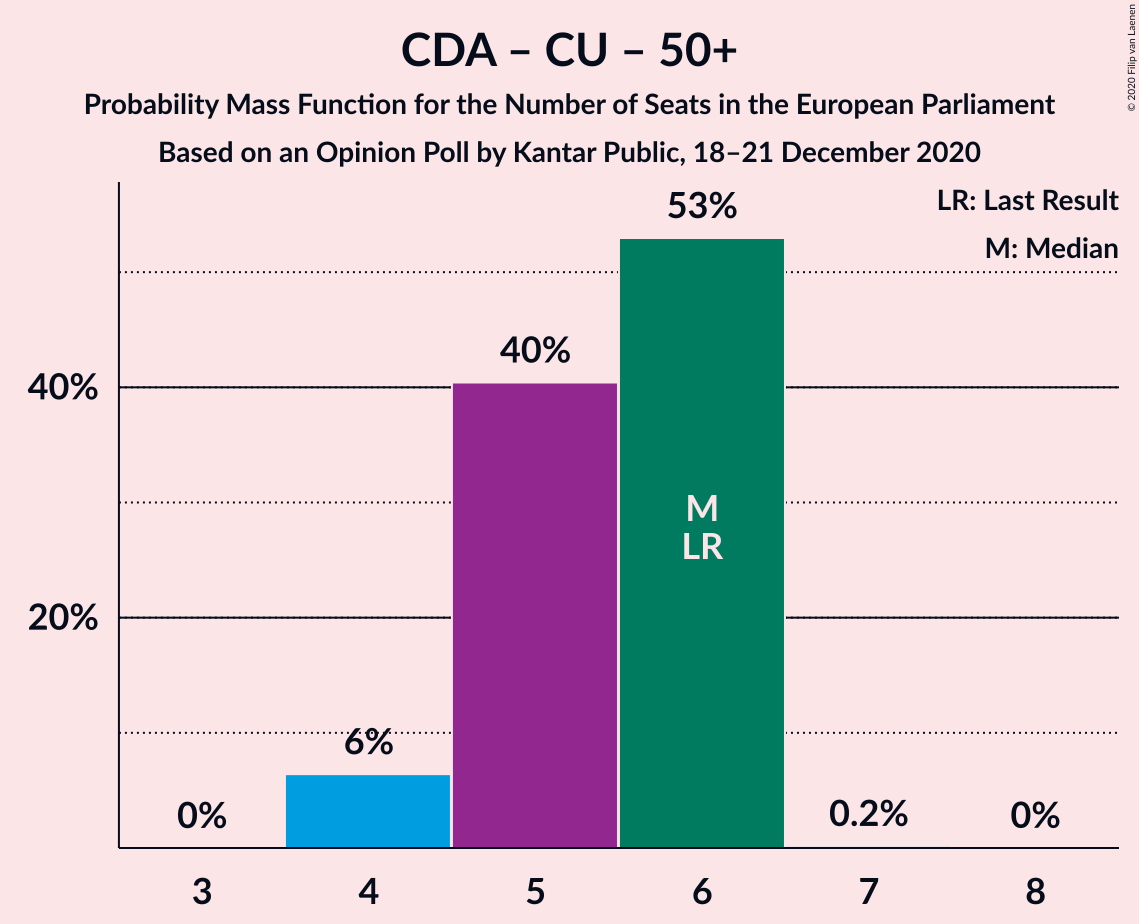 CDA – CU – 50+
Probability Mass Function for the Number of Seats in the European Parliament
Based on an Opinion Poll by Kantar Public, 18–21 December 2020
© 2020 Filip van Laenen
LR: Last Result
M: Median
53%
40%
40%
M
LR
20%
6%
0%
0.2%
0%
3 4 5 6 7 8